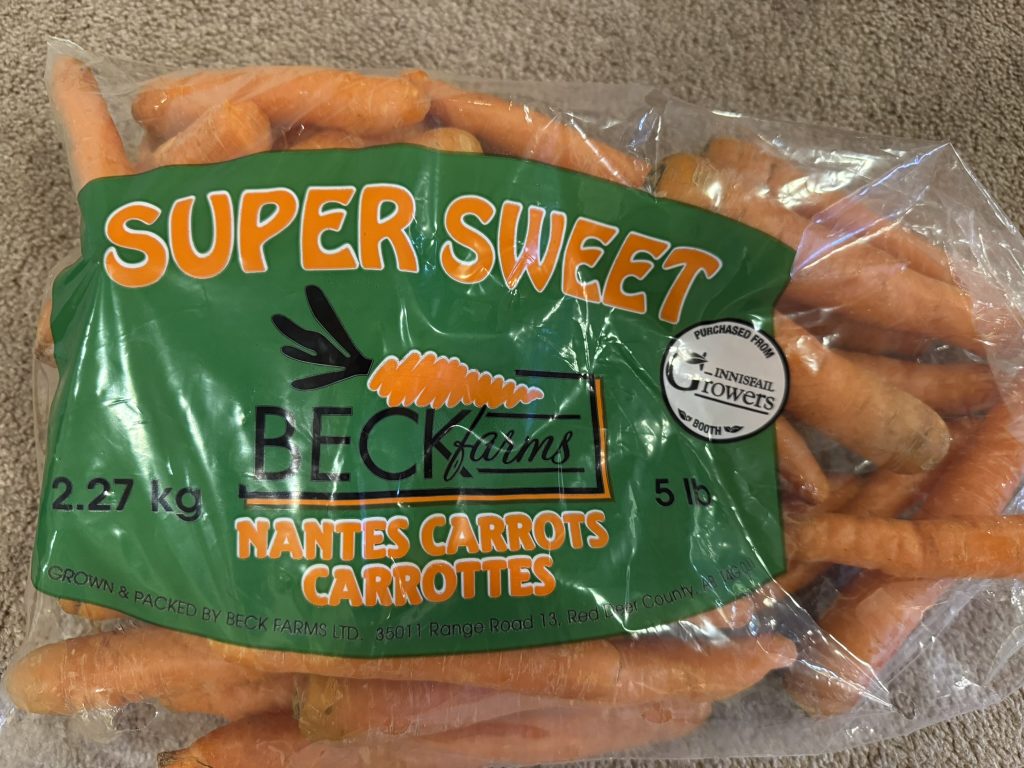 SUPER SWEET
BECK farms
2.27 kg
5 lb
NANTES CARROTS
CARROTTES
GROWN & PACKED BY BECK FARMS LTD. 35011 Range Road 13, Red Deer County, AB
PURCHASED FROM
INNISFAIL
Growers
BOOTH